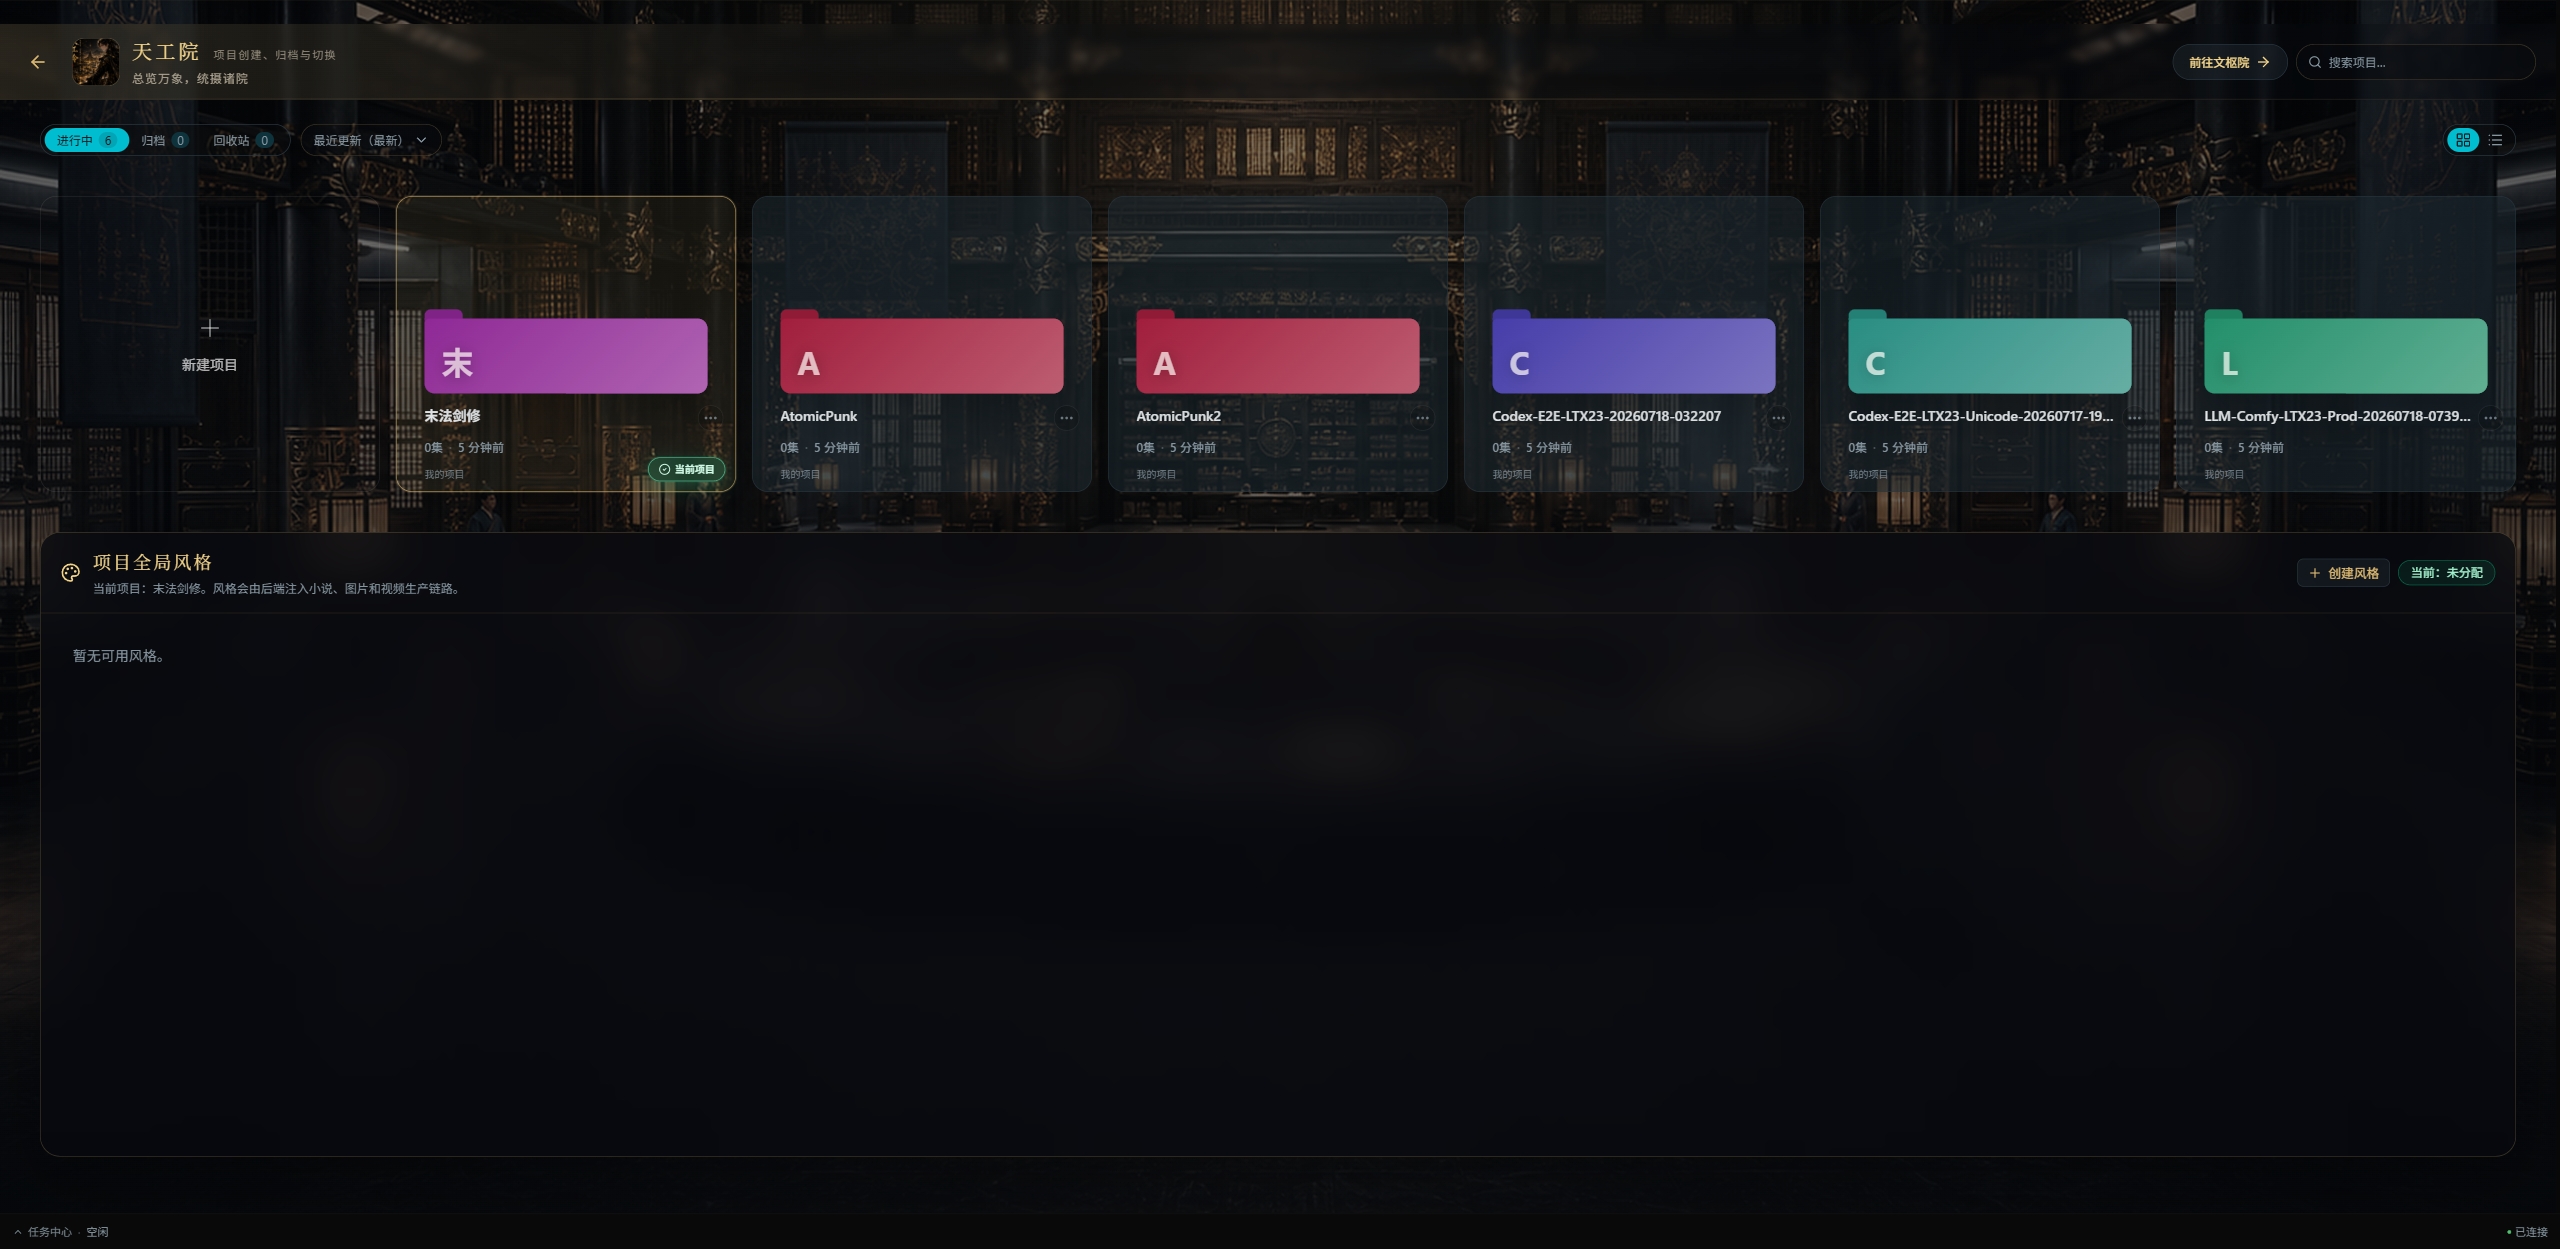 天工院 项目创建、归档与切换
总览万象，统摄诸院
前往文枢院
搜索项目...
进行中 6 归档 0 回收站 0 最近更新（最新）
新建项目
末
末法剑修
0集 · 5 分钟前
我的项目
当前项目
A
AtomicPunk
0集 · 5 分钟前
我的项目
A
AtomicPunk2
0集 · 5 分钟前
我的项目
C
Codex-E2E-LTX23-20260718-032207
0集 · 5 分钟前
我的项目
C
Codex-E2E-LTX23-Unicode-20260717-19...
0集 · 5 分钟前
我的项目
L
LLM-Comfy-LTX23-Prod-20260718-0739...
0集 · 5 分钟前
我的项目
项目全局风格
当前项目：末法剑修。风格会由后端注入小说、图片和视频生产链路。
创建风格
当前：未分配
暂无可用风格。
任务中心 · 空闲
已连接